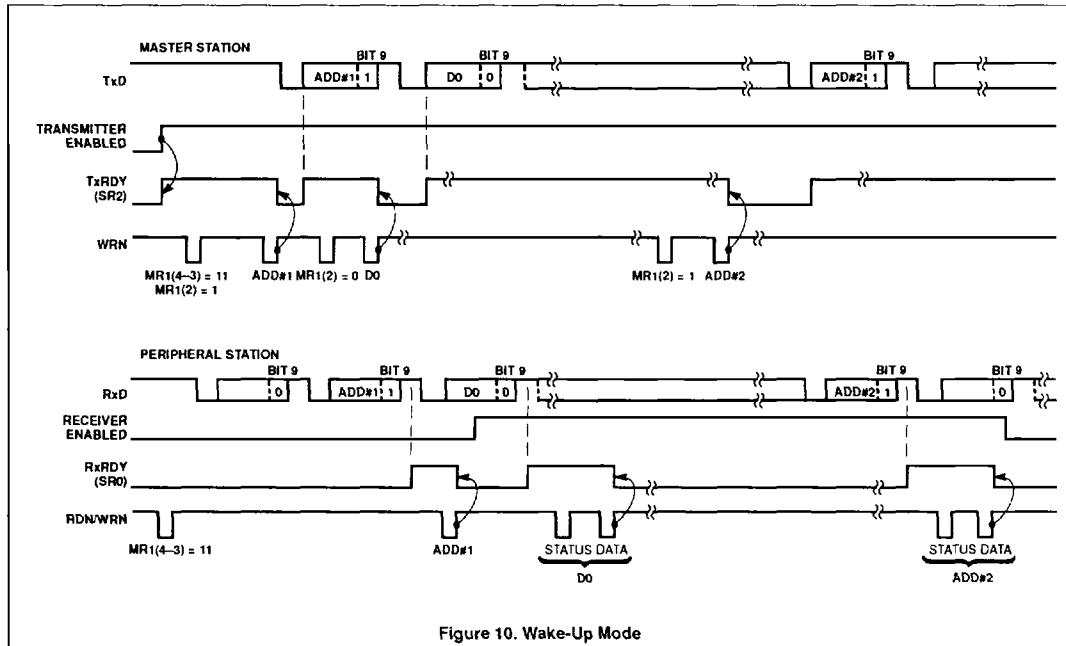 MASTER STATION
BIT 9 BIT 9 BIT 9
TxD ADD#1 1 D0 0 ADD#2 1
TRANSMITTER
ENABLED
TxRDY
(SR2)
WRN
MR1(4–3) = 11 ADD#1 MR1(2) = 0 D0 MR1(2) = 1 ADD#2
MR1(2) = 1
PERIPHERAL STATION
BIT 9 BIT 9 BIT 9 BIT 9 BIT 9
RxD 0 ADD#1 1 D0 0 ADD#2 1 0
RECEIVER
ENABLED
RxRDY
(SR0)
RDN/WRN
MR1(4–3) = 11 ADD#1 STATUS DATA STATUS DATA
D0 ADD#2
Figure 10. Wake-Up Mode